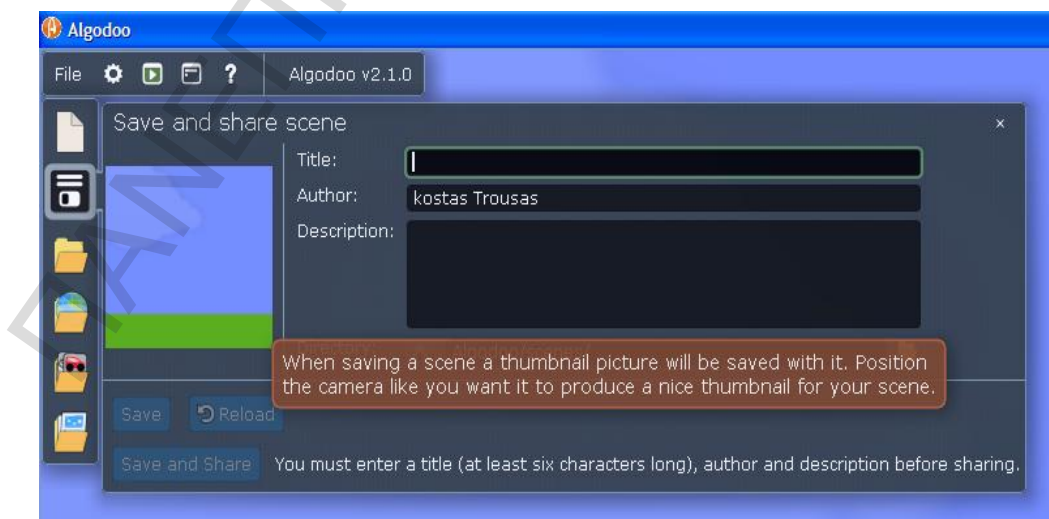 Algodoo
File ? Algodoo v2.1.0
Save and share scene ×
Title:
Author: kostas Trousas
Description:
When saving a scene a thumbnail picture will be saved with it. Position
the camera like you want it to produce a nice thumbnail for your scene.
Save Reload
Save and Share You must enter a title (at least six characters long), author and description before sharing.